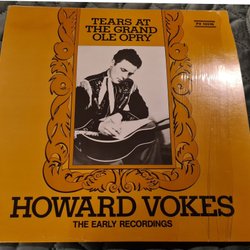 TEARS AT
THE GRAND
OLE OPRY
HOWARD VOKES
THE EARLY RECORDINGS